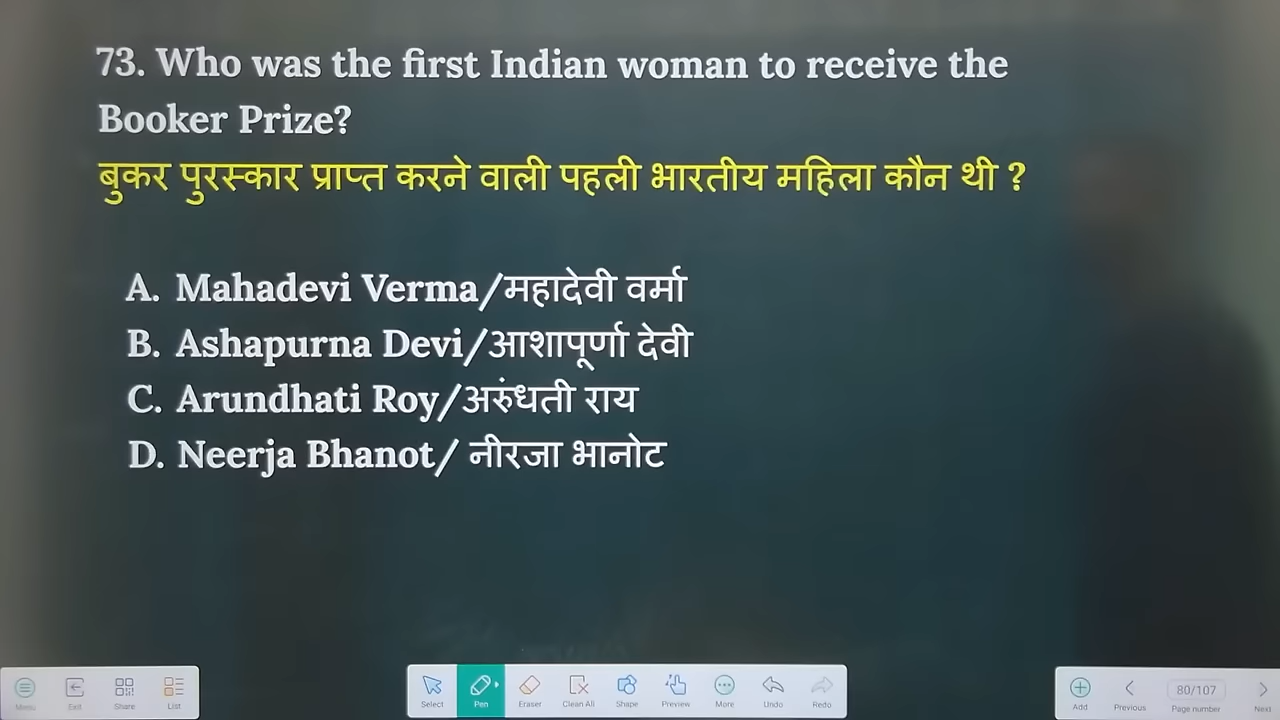 73. Who was the first Indian woman to receive the
Booker Prize?
बुकर पुरस्कार प्राप्त करने वाली पहली भारतीय महिला कौन थी ?
A. Mahadevi Verma/महादेवी वर्मा
B. Ashapurna Devi/आशापूर्णा देवी
C. Arundhati Roy/अरुंधती राय
D. Neerja Bhanot/ नीरजा भानोट
Menu Exit Share List Select Pen Eraser Clean All Shape Preview More Undo Redo Add Previous 80/107 Page number Next